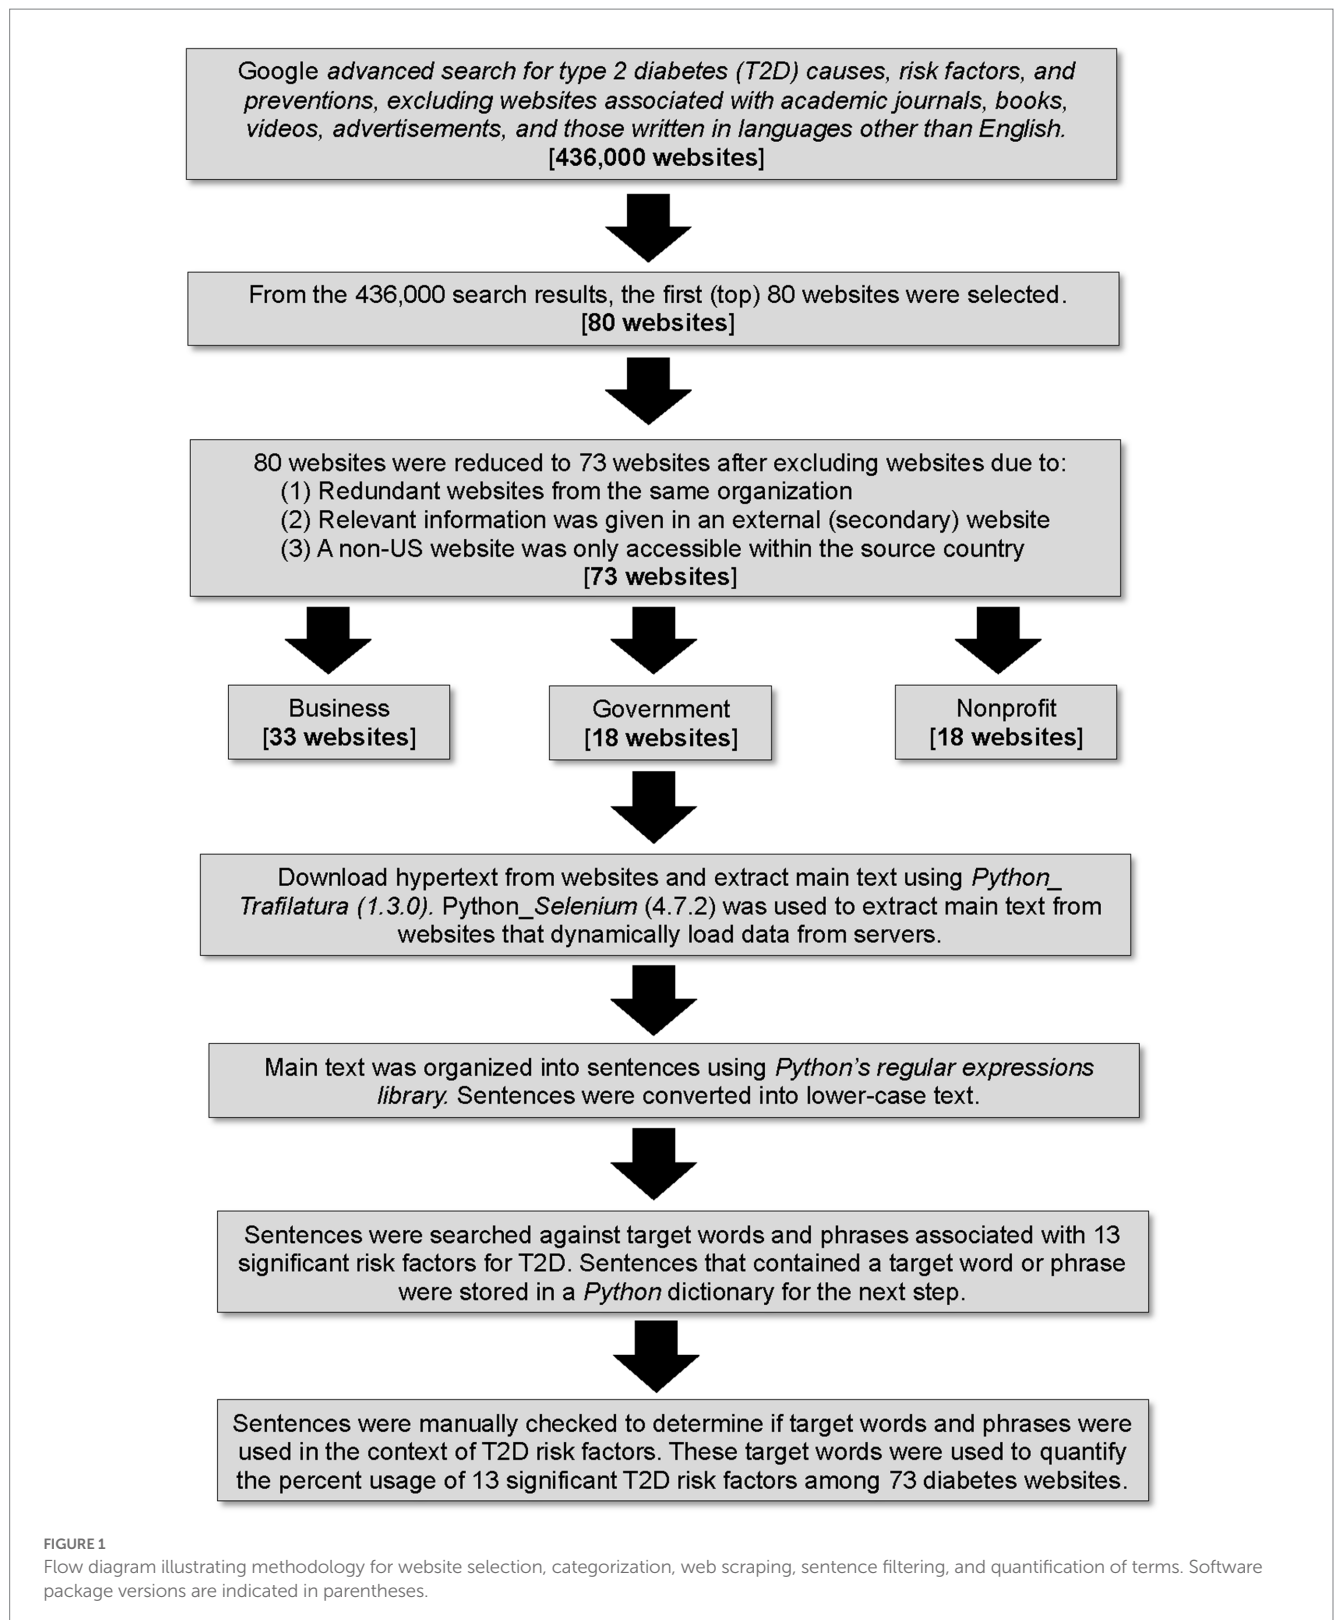 Google advanced search for type 2 diabetes (T2D) causes, risk factors, and
preventions, excluding websites associated with academic journals, books,
videos, advertisements, and those written in languages other than English.
[436,000 websites]
From the 436,000 search results, the first (top) 80 websites were selected.
[80 websites]
80 websites were reduced to 73 websites after excluding websites due to:
(1) Redundant websites from the same organization
(2) Relevant information was given in an external (secondary) website
(3) A non-US website was only accessible within the source country
[73 websites]
Business
[33 websites]
Government
[18 websites]
Nonprofit
[18 websites]
Download hypertext from websites and extract main text using Python_
Trafilatura (1.3.0). Python_Selenium (4.7.2) was used to extract main text from
websites that dynamically load data from servers.
Main text was organized into sentences using Python's regular expressions
library. Sentences were converted into lower-case text.
Sentences were searched against target words and phrases associated with 13
significant risk factors for T2D. Sentences that contained a target word or phrase
were stored in a Python dictionary for the next step.
Sentences were manually checked to determine if target words and phrases were
used in the context of T2D risk factors. These target words were used to quantify
the percent usage of 13 significant T2D risk factors among 73 diabetes websites.
FIGURE 1
Flow diagram illustrating methodology for website selection, categorization, web scraping, sentence filtering, and quantification of terms. Software
package versions are indicated in parentheses.